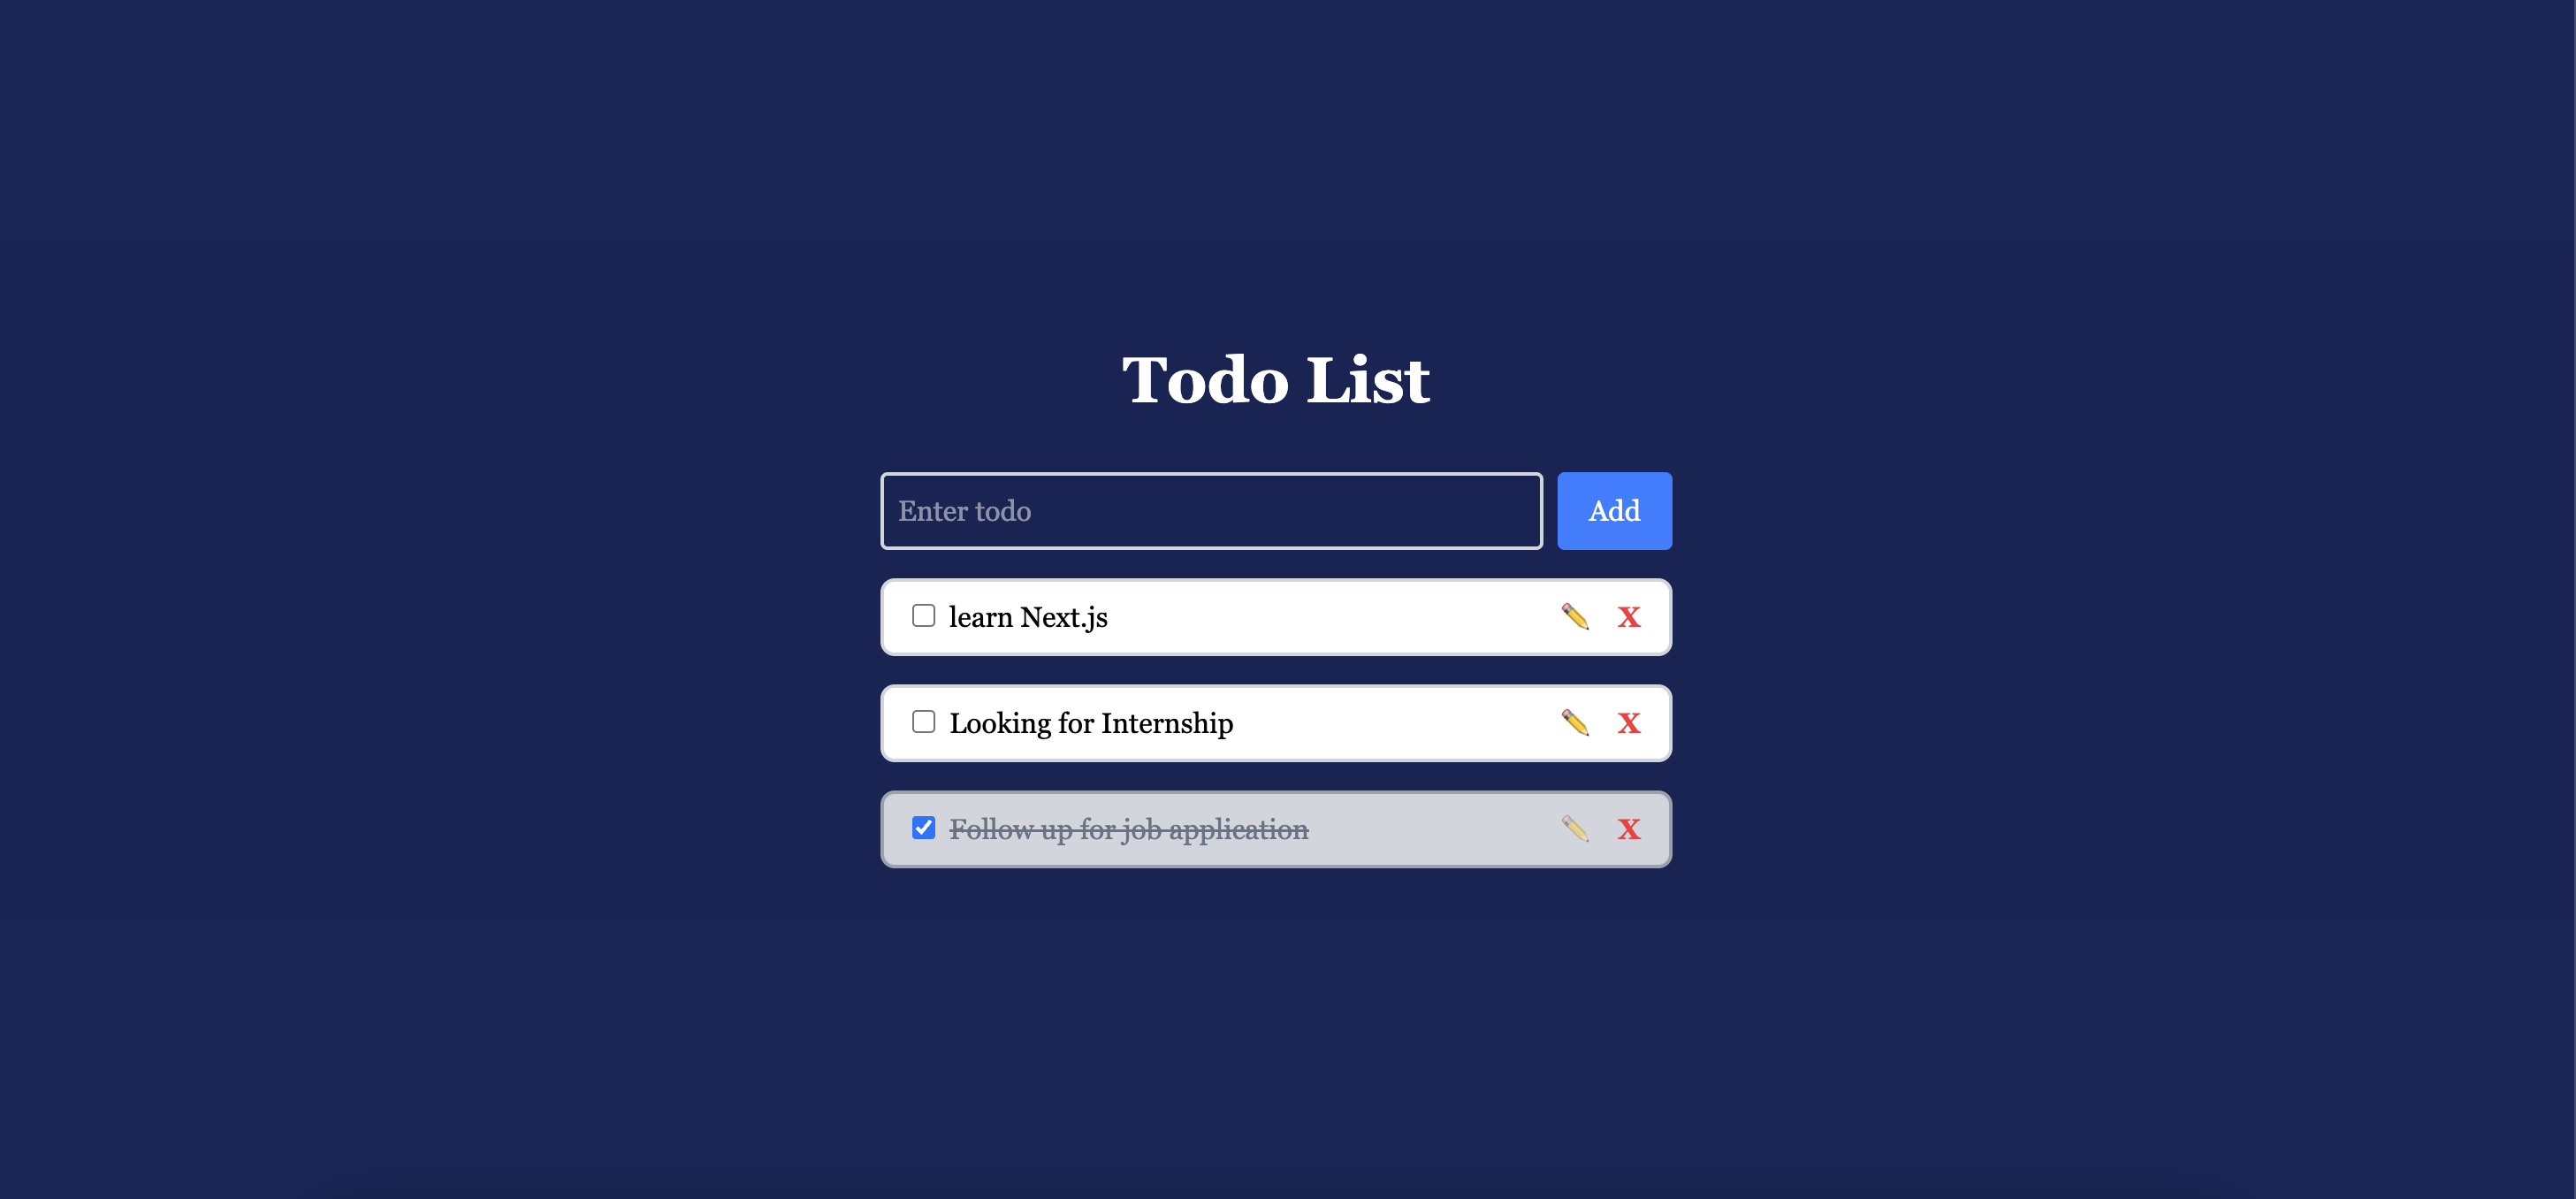 Todo List
Enter todo Add
learn Next.js X
Looking for Internship X
Follow up for job application X